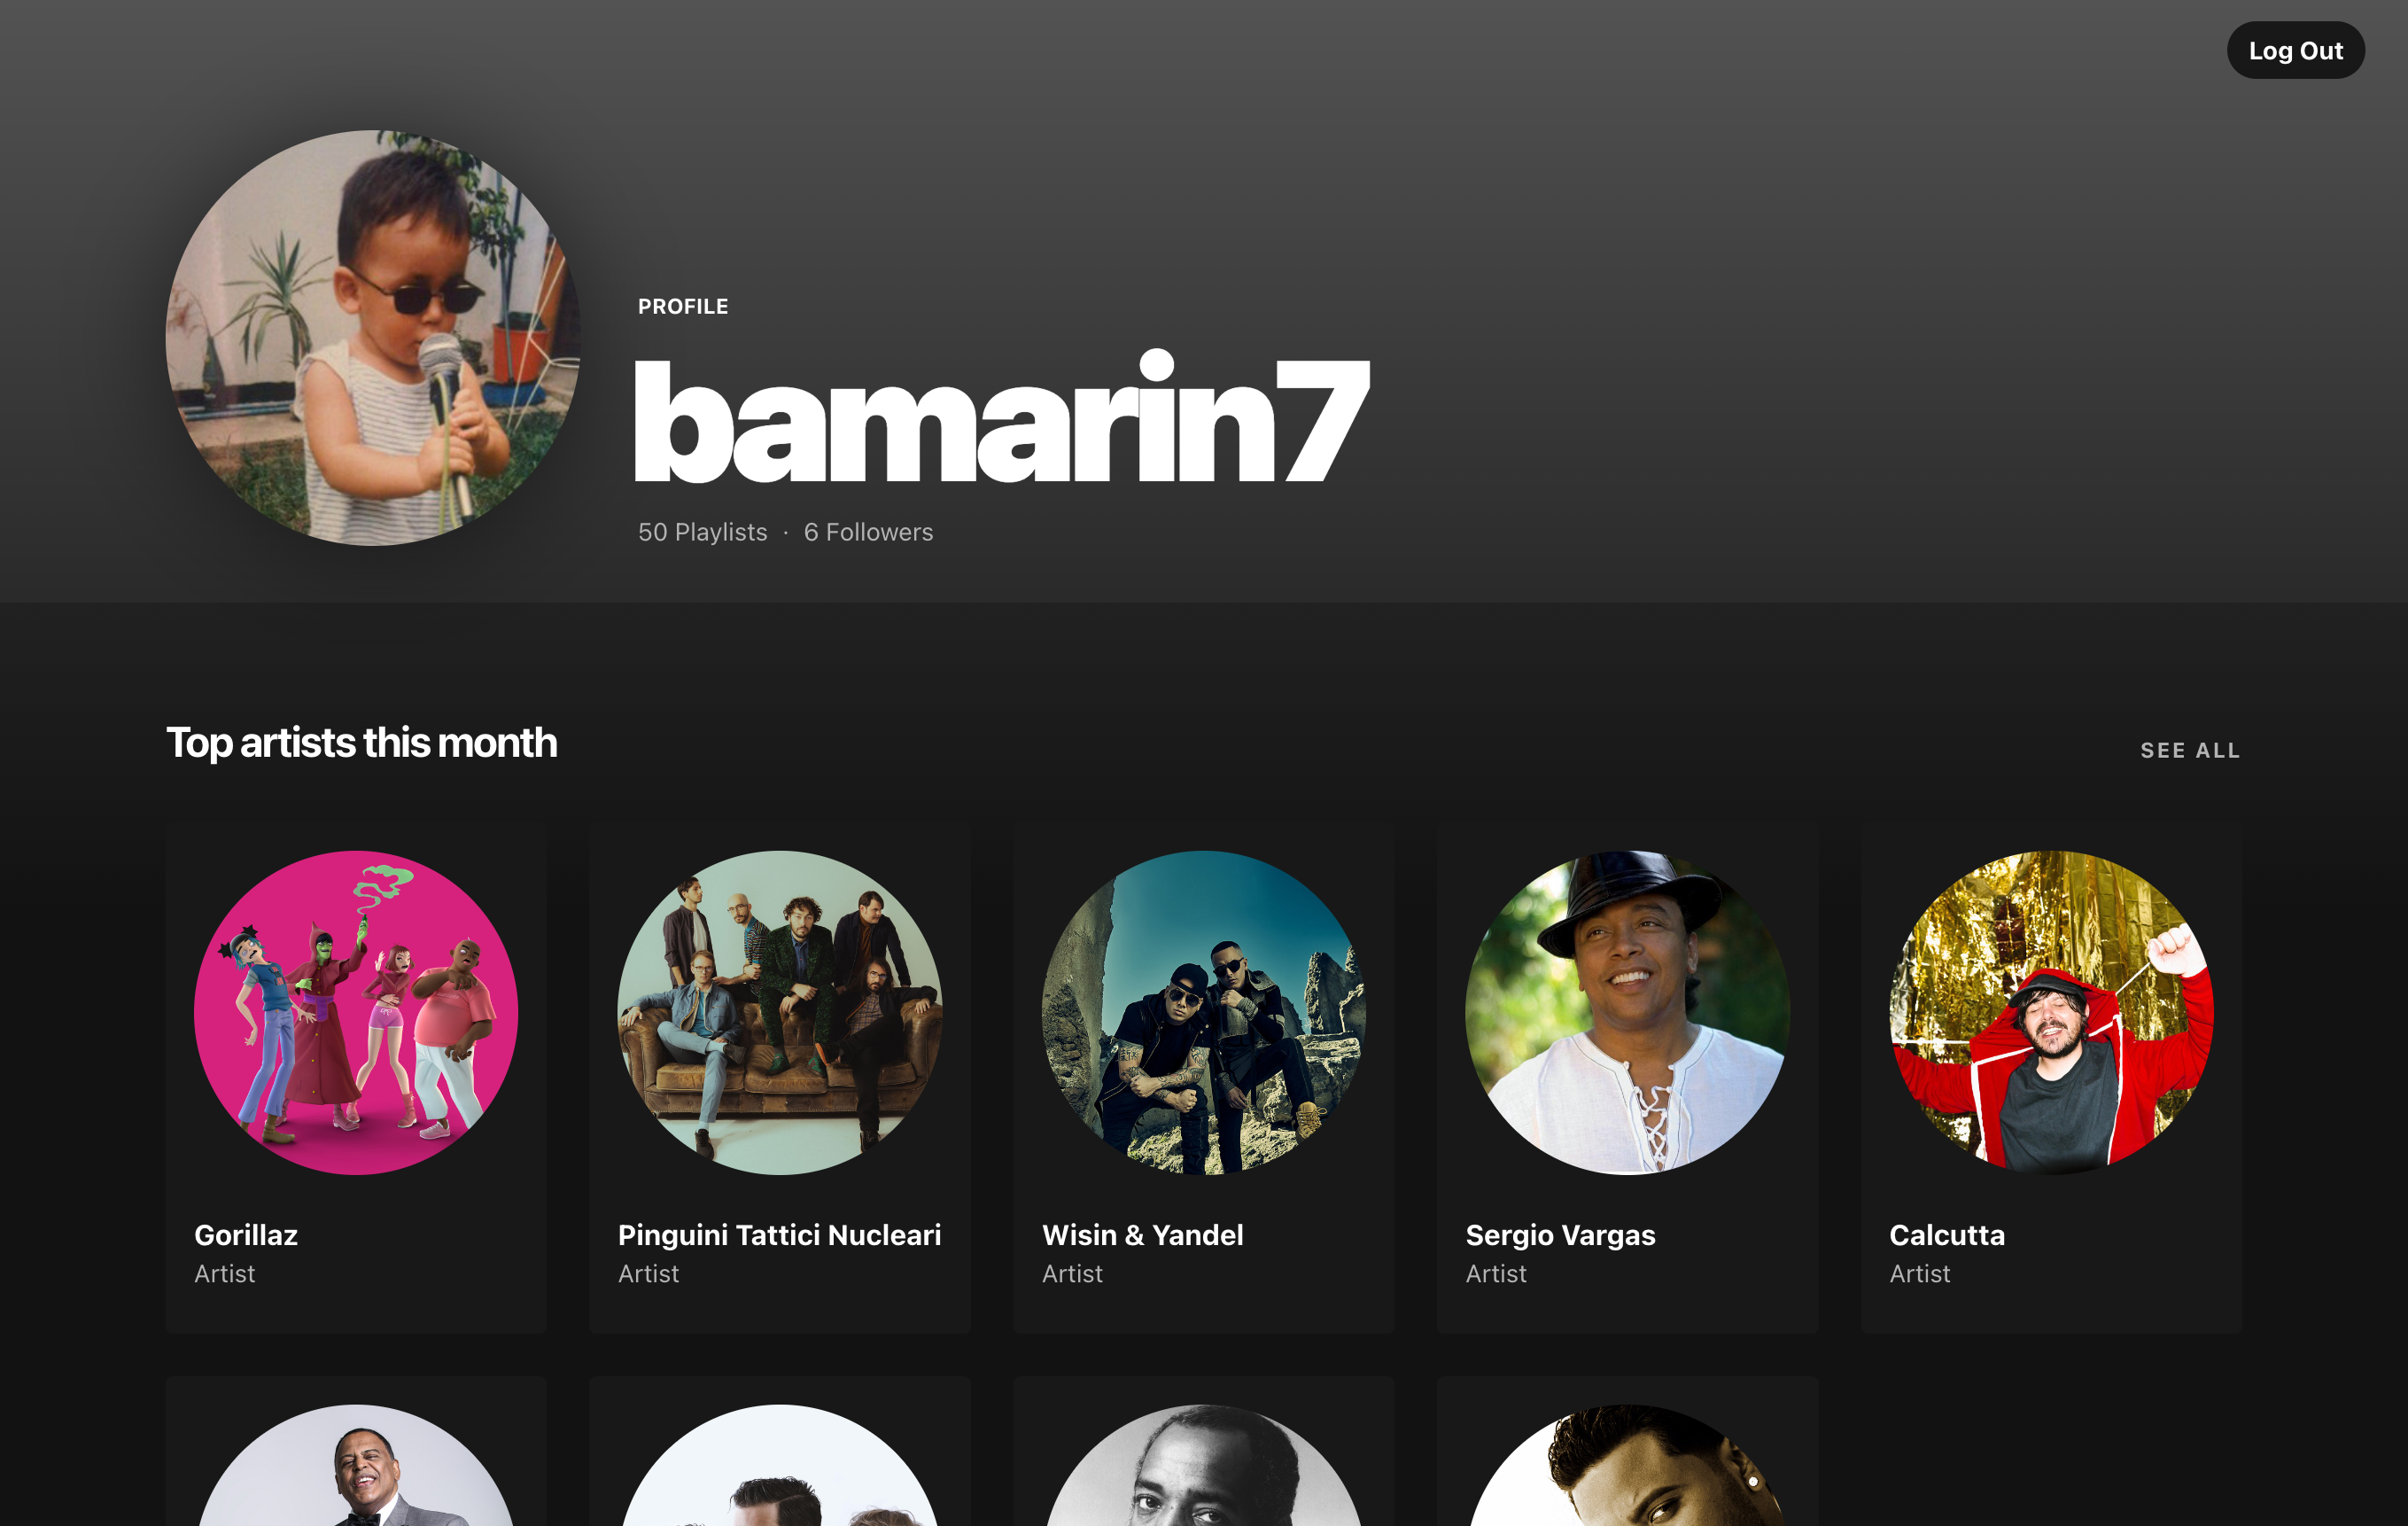 Log Out
PROFILE
bamarin7
50 Playlists · 6 Followers
Top artists this month
SEE ALL
Gorillaz
Artist
Pinguini Tattici Nucleari
Artist
Wisin & Yandel
Artist
Sergio Vargas
Artist
Calcutta
Artist